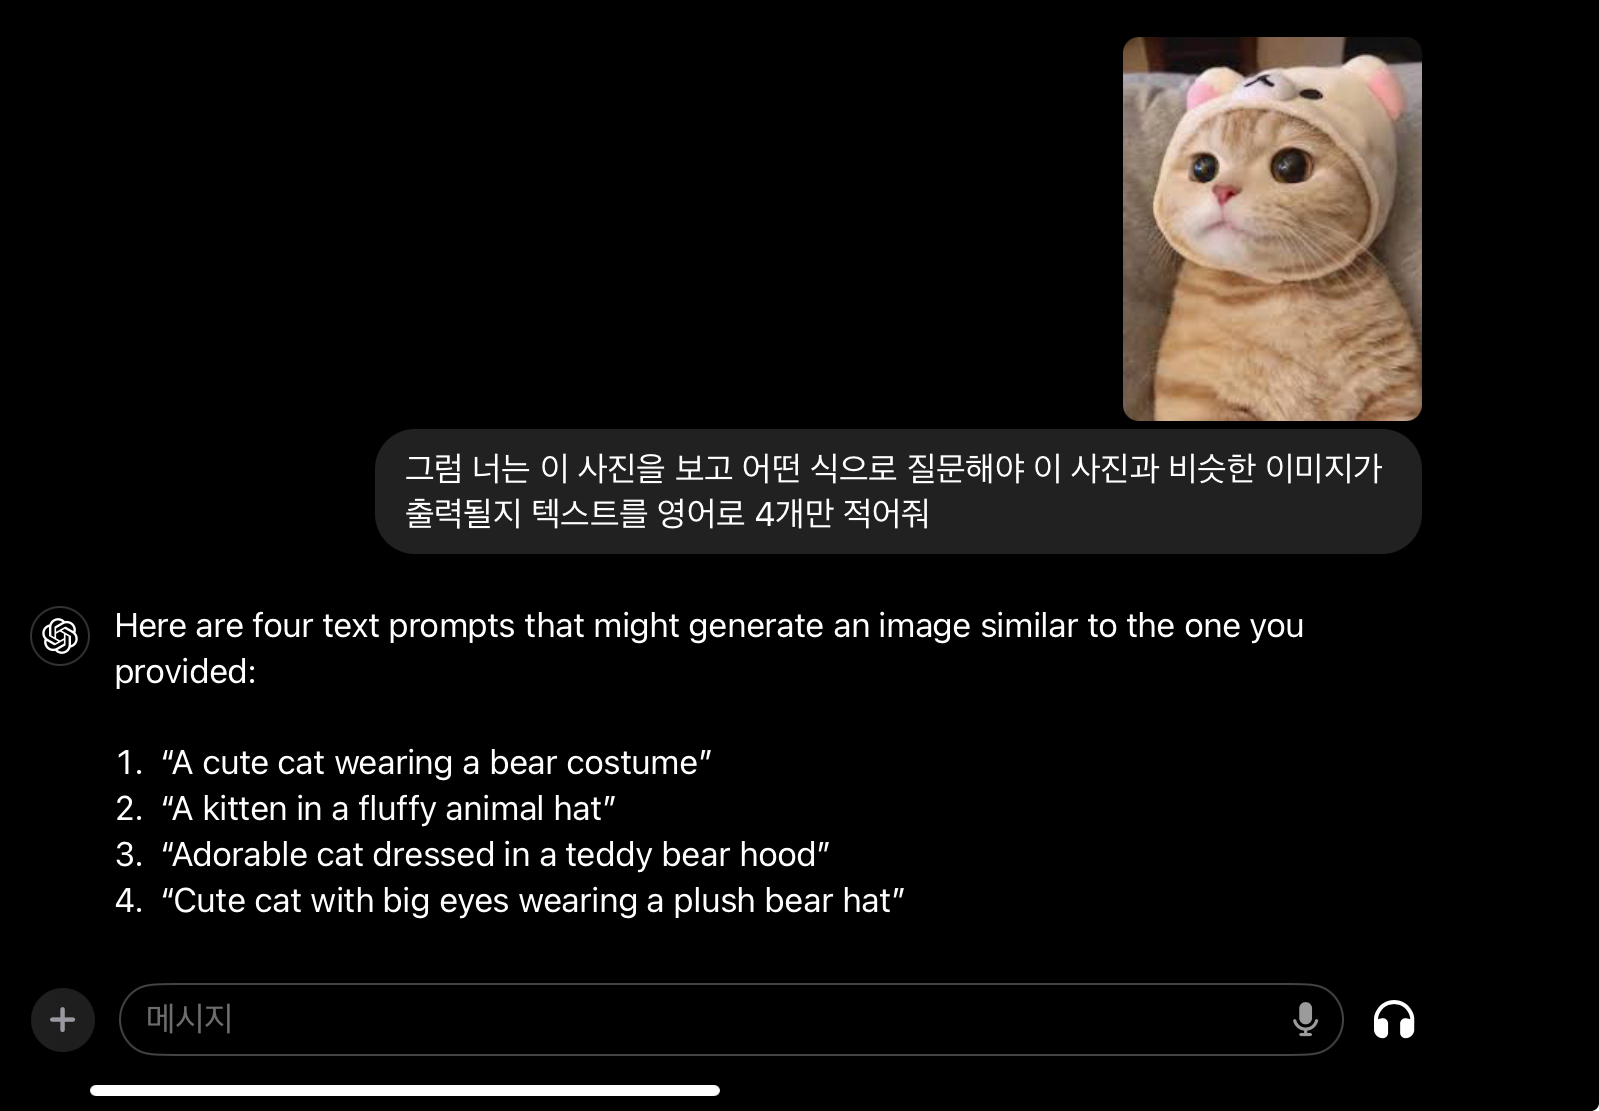 그럼 너는 이 사진을 보고 어떤 식으로 질문해야 이 사진과 비슷한 이미지가
출력될지 텍스트를 영어로 4개만 적어줘
Here are four text prompts that might generate an image similar to the one you
provided:
1. “A cute cat wearing a bear costume”
2. “A kitten in a fluffy animal hat”
3. “Adorable cat dressed in a teddy bear hood”
4. “Cute cat with big eyes wearing a plush bear hat”
메시지